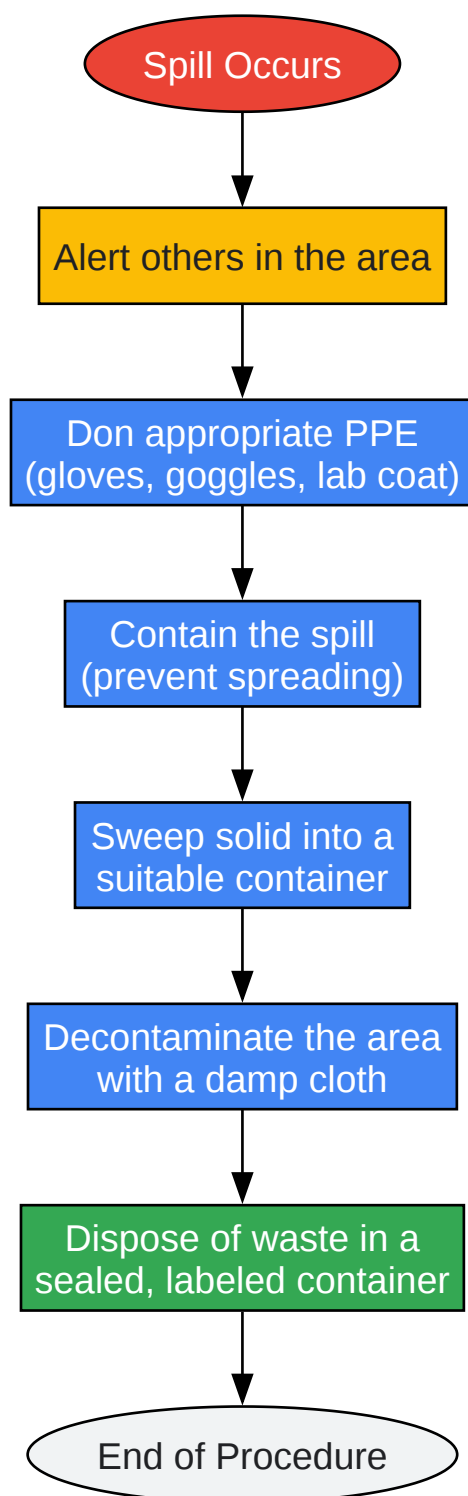 Spill Occurs
Alert others in the area
Don appropriate PPE
(gloves, goggles, lab coat)
Contain the spill
(prevent spreading)
Sweep solid into a
suitable container
Decontaminate the area
with a damp cloth
Dispose of waste in a
sealed, labeled container
End of Procedure